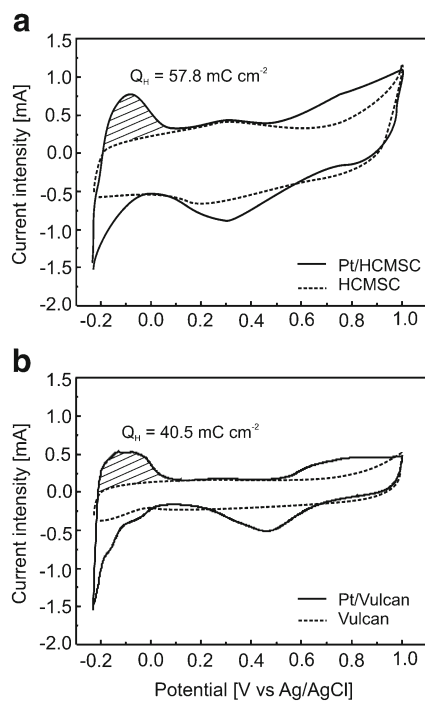 a
Q_H = 57.8 mC cm⁻²
Current intensity [mA]
1.5
1.0
0.5
0.0
-0.5
-1.0
-1.5
-2.0
-0.2 0.0 0.2 0.4 0.6 0.8 1.0
Pt/HCMSC
HCMSC
b
Q_H = 40.5 mC cm⁻²
Current intensity [mA]
1.5
1.0
0.5
0.0
-0.5
-1.0
-1.5
-2.0
-0.2 0.0 0.2 0.4 0.6 0.8 1.0
Pt/Vulcan
Vulcan
Potential [V vs Ag/AgCl]